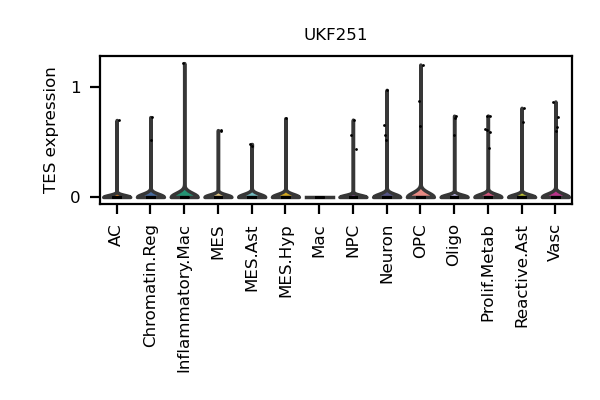 UKF251
TES expression
1
0
AC
Chromatin.Reg
Inflammatory.Mac
MES
MES.Ast
MES.Hyp
Mac
NPC
Neuron
OPC
Oligo
Prolif.Metab
Reactive.Ast
Vasc